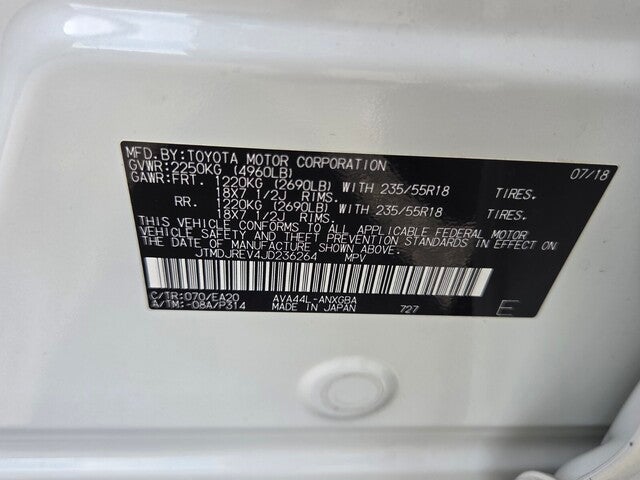 MFD.BY:TOYOTA MOTOR CORPORATION 07/18
GVWR:2250KG (4960LB)
GAWR:FRT. 1220KG (2690LB) WITH 235/55R18 TIRES.
18X7 1/2J RIMS.
RR. 1220KG (2690LB) WITH 235/55R18 TIRES.
18X7 1/2J RIMS.
THIS VEHICLE CONFORMS TO ALL APPLICABLE FEDERAL MOTOR
VEHICLE SAFETY AND THEFT PREVENTION STANDARDS IN EFFECT ON
THE DATE OF MANUFACTURE SHOWN ABOVE.
JTMDJREV4JD236264 MPV
C/TR:070/EA20 AVA44L-ANXGBA
A/TM:-08A/P314 MADE IN JAPAN 727 E